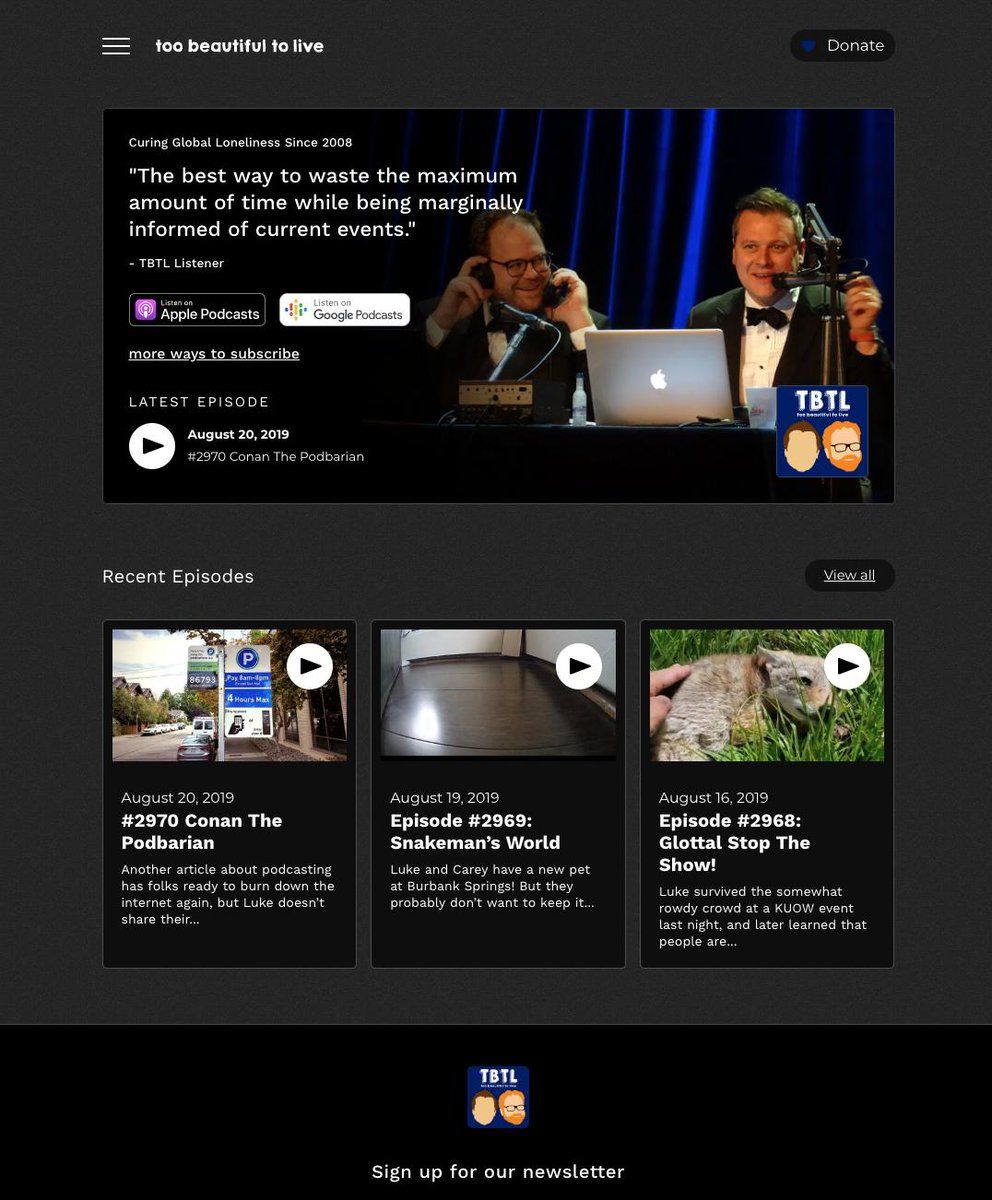 too beautiful to live
Donate
Curing Global Loneliness Since 2008
"The best way to waste the maximum
amount of time while being marginally
informed of current events."
- TBTL Listener
Listen on
Apple Podcasts
Listen on
Google Podcasts
more ways to subscribe
LATEST EPISODE
August 20, 2019
#2970 Conan The Podbarian
TBTL
too beautiful to live
Recent Episodes
View all
86793
P
Pay 8am-8pm
4 Hours Max
or
August 20, 2019
#2970 Conan The
Podbarian
Another article about podcasting
has folks ready to burn down the
internet again, but Luke doesn’t
share their...
August 19, 2019
Episode #2969:
Snakeman’s World
Luke and Carey have a new pet
at Burbank Springs! But they
probably don’t want to keep it...
August 16, 2019
Episode #2968:
Glottal Stop The
Show!
Luke survived the somewhat
rowdy crowd at a KUOW event
last night, and later learned that
people are...
TBTL
too beautiful to live
Sign up for our newsletter